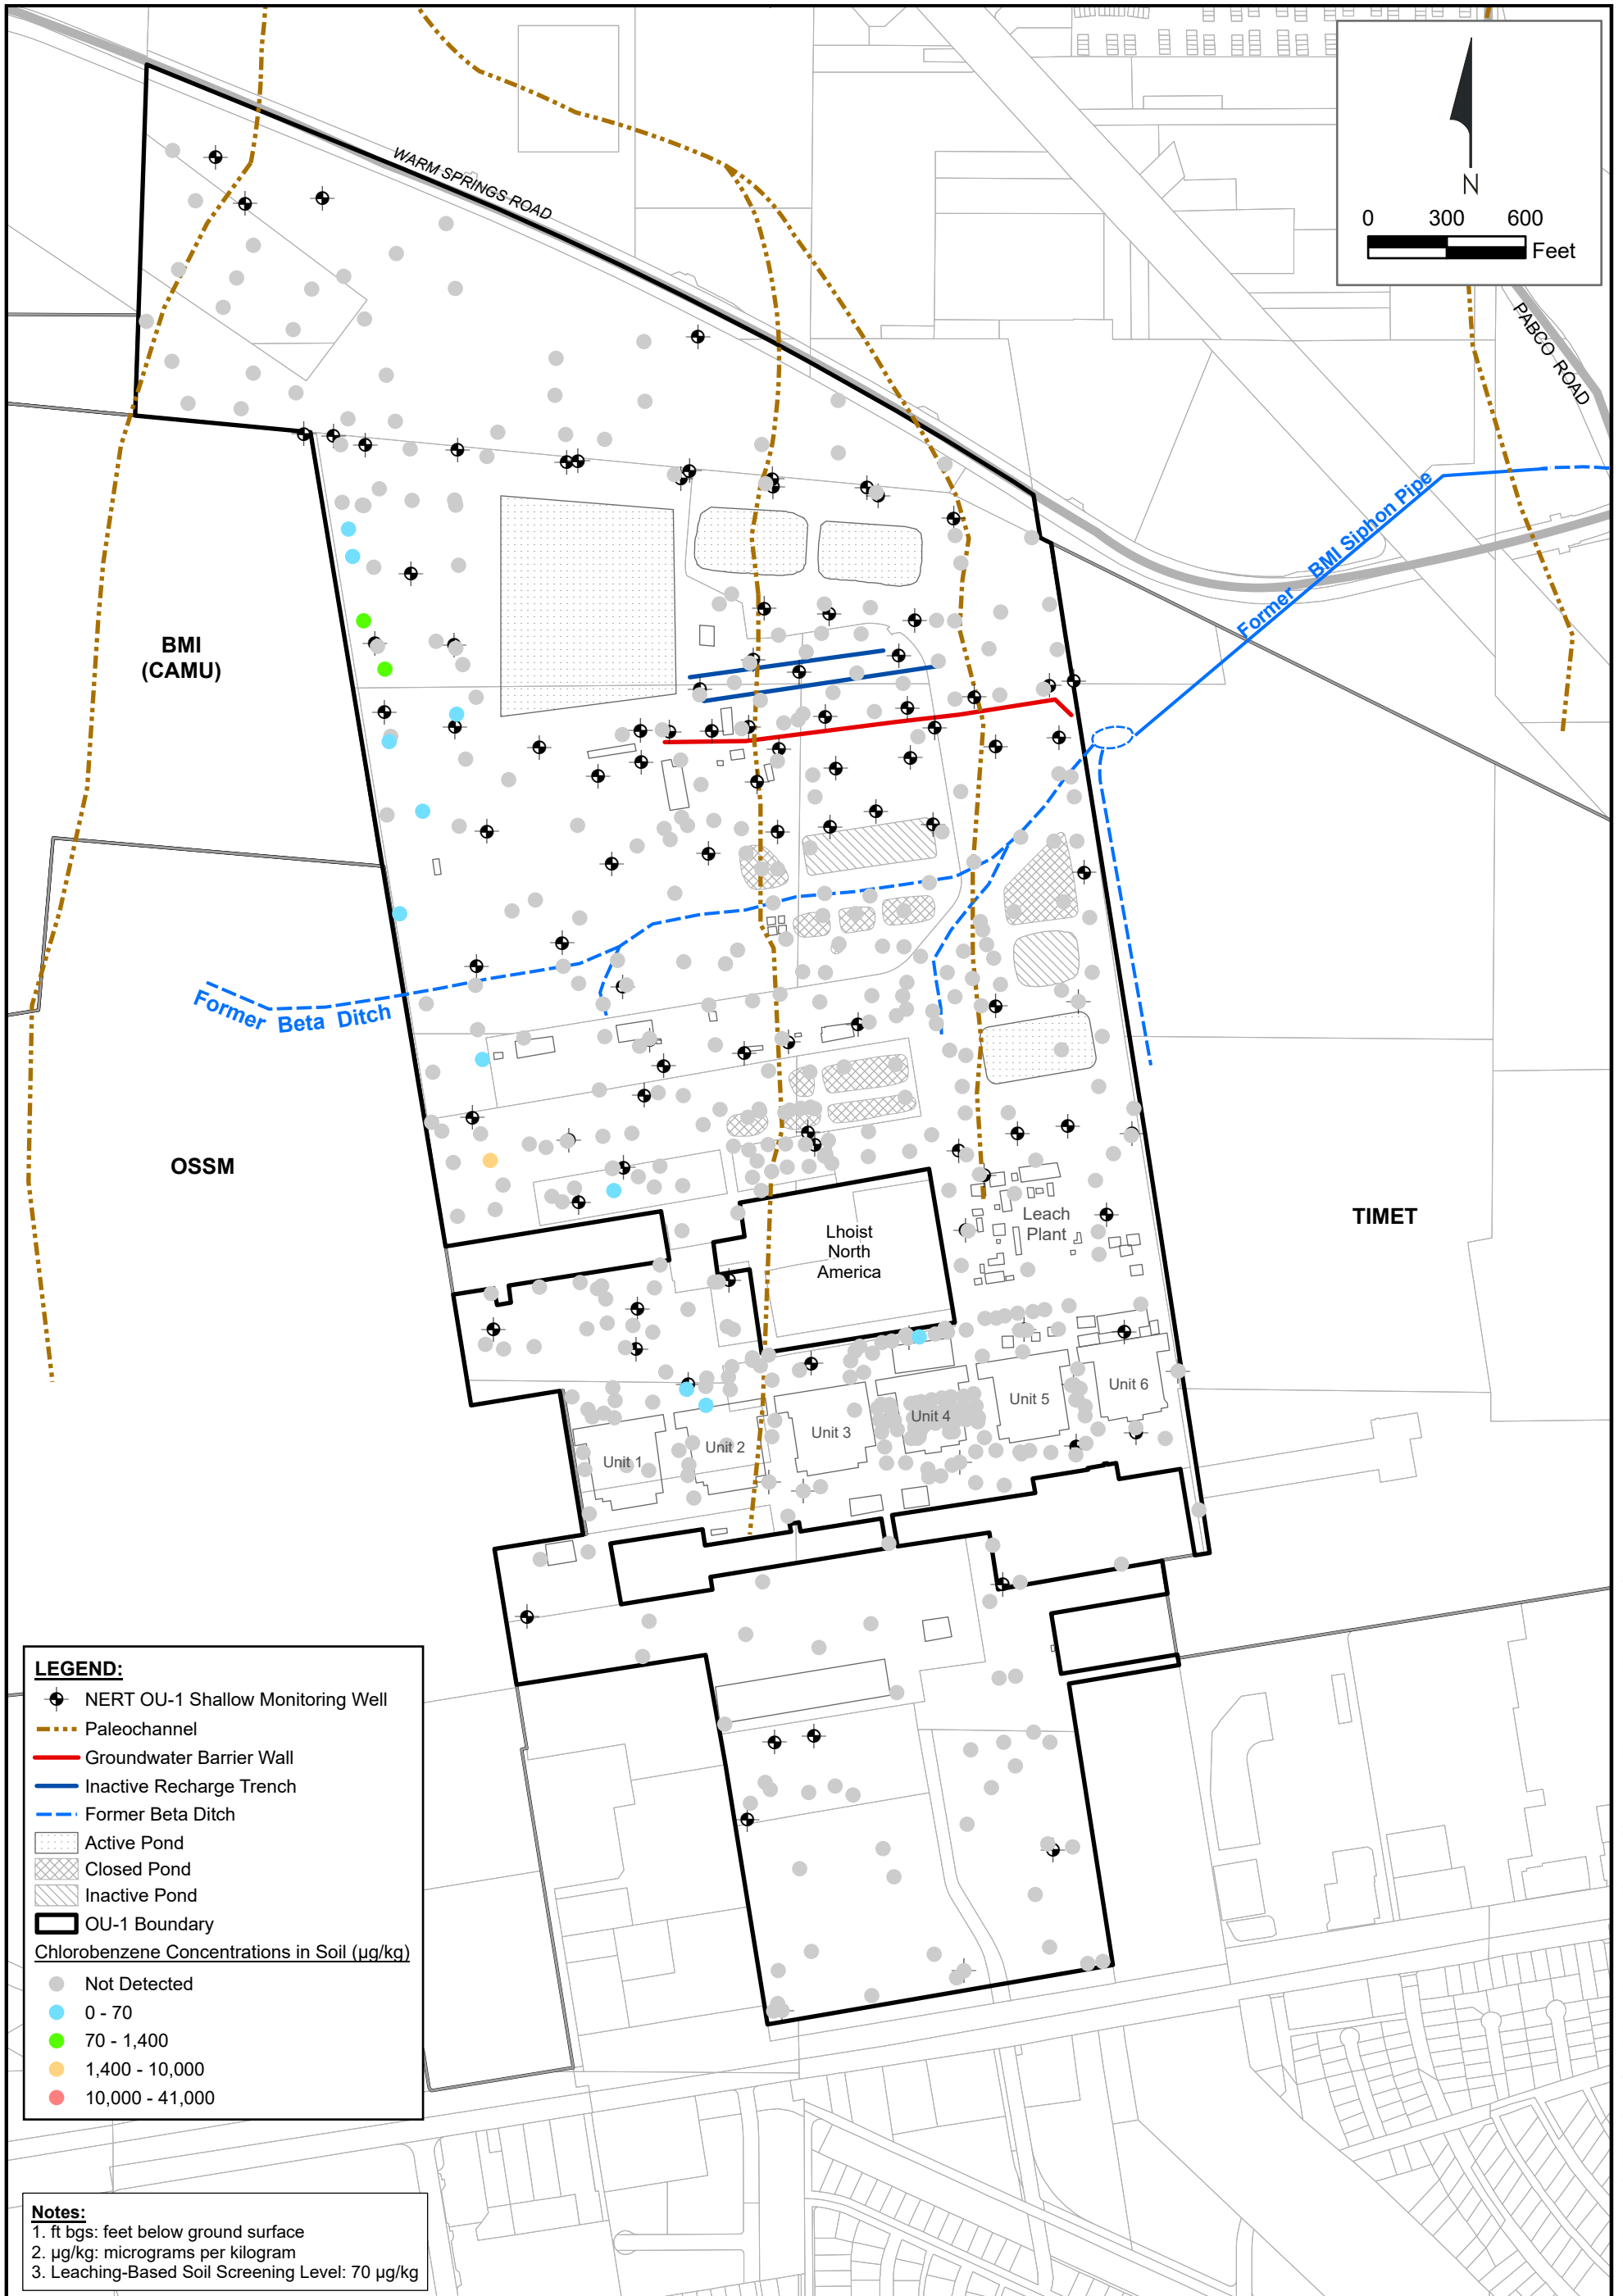 N
0 300 600
Feet
WARM SPRINGS ROAD
PABCO ROAD
Former BMI Siphon Pipe
BMI
(CAMU)
Former Beta Ditch
OSSM
TIMET
Lhoist
North
America
Leach
Plant
Unit 1
Unit 2
Unit 3
Unit 4
Unit 5
Unit 6
LEGEND:
NERT OU-1 Shallow Monitoring Well
Paleochannel
Groundwater Barrier Wall
Inactive Recharge Trench
Former Beta Ditch
Active Pond
Closed Pond
Inactive Pond
OU-1 Boundary
Chlorobenzene Concentrations in Soil (µg/kg)
Not Detected
0 - 70
70 - 1,400
1,400 - 10,000
10,000 - 41,000
Notes:
1. ft bgs: feet below ground surface
2. µg/kg: micrograms per kilogram
3. Leaching-Based Soil Screening Level: 70 µg/kg